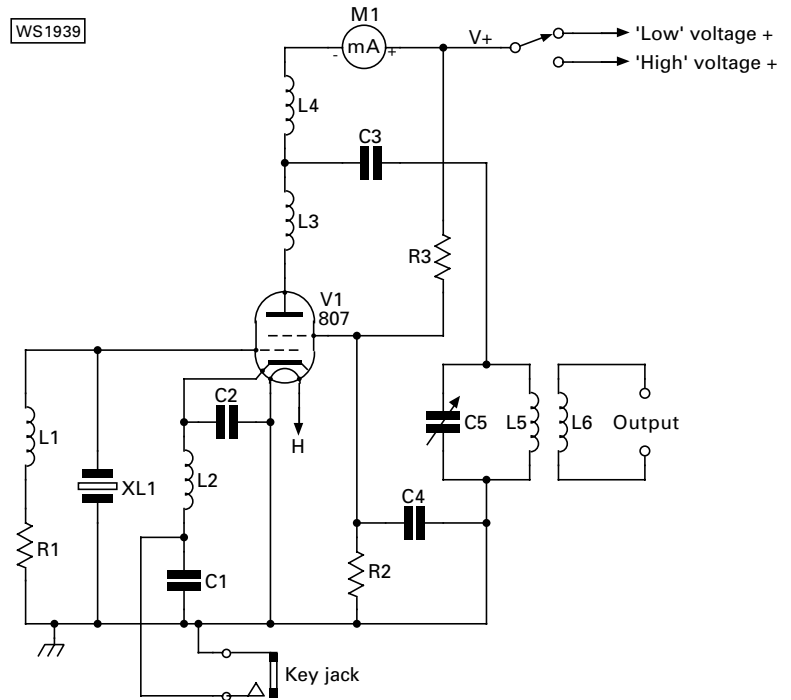 WS1939
M1
- mA +
V+
'Low' voltage +
'High' voltage +
L4
C3
L3
R3
V1
807
C2
L1
XL1
L2
H
C5
L5
L6
Output
C4
R1
C1
R2
Key jack